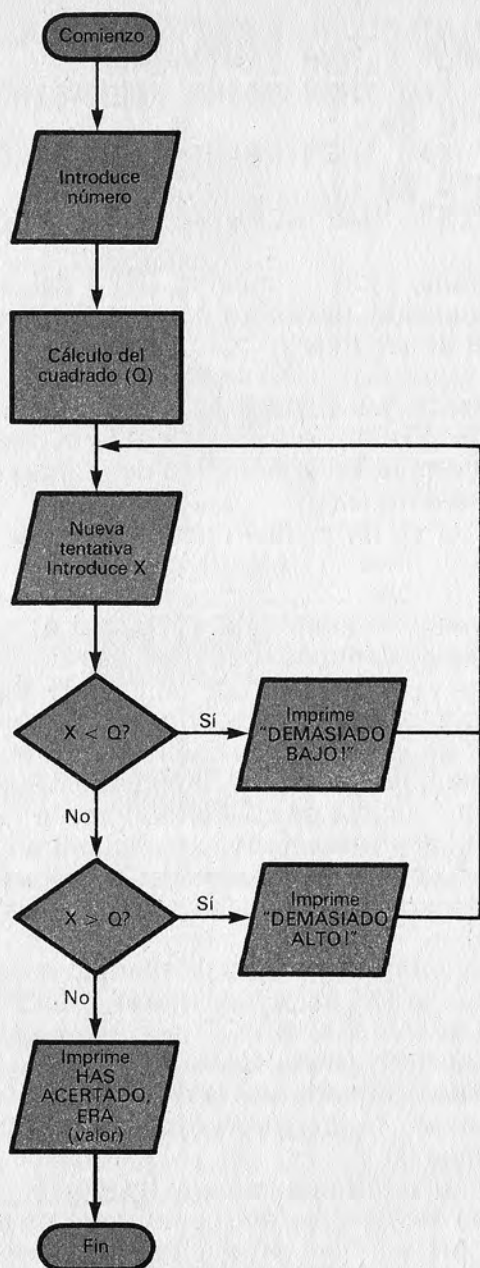 Comienzo
Introduce
número
Cálculo del
cuadrado (Q)
Nueva
tentativa
Introduce X
X < Q?
Sí
Imprime
"DEMASIADO
BAJO!"
No
X > Q?
Sí
Imprime
"DEMASIADO
ALTO!"
No
Imprime
HAS
ACERTADO,
ERA
(valor)
Fin